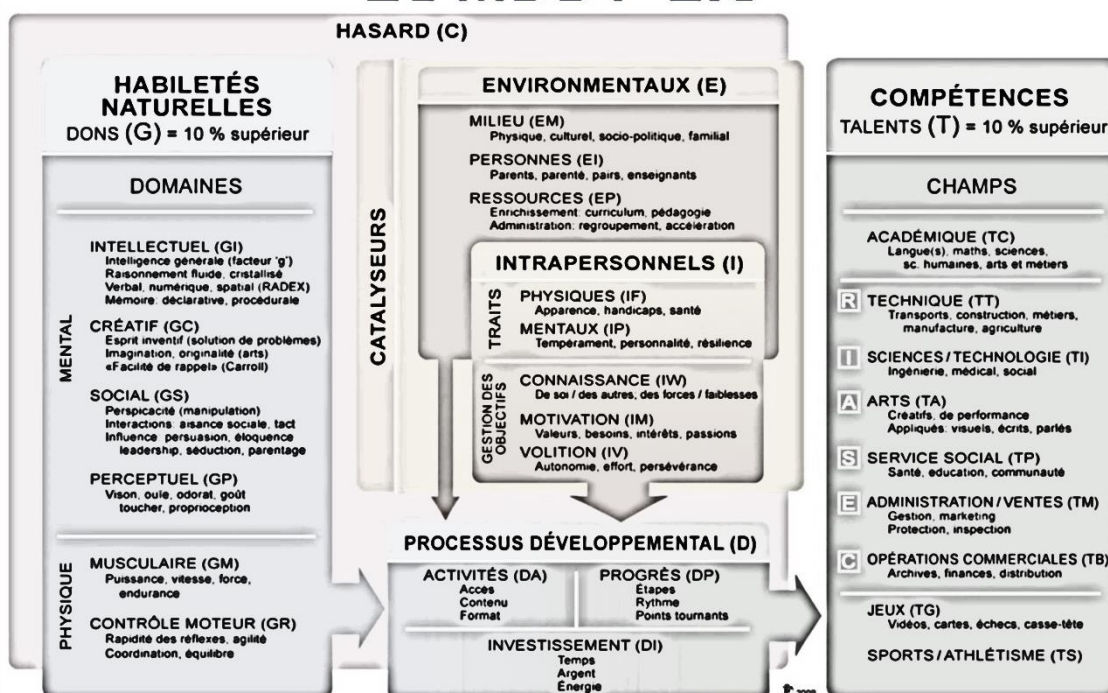 HASARD (C)
HABILETÉS
NATURELLES
DONS (G) = 10 % supérieur
DOMAINES
MENTAL
INTELLECTUEL (GI)
Intelligence générale (facteur 'g')
Raisonnement fluide, cristallisé
Verbal, numérique, spatial (RADEX)
Mémoire: déclarative, procédurale
CRÉATIF (GC)
Esprit inventif (solution de problèmes)
Imagination, originalité (arts)
«Facilité de rappel» (Carroll)
SOCIAL (GS)
Perspicacité (manipulation)
Interactions: aisance sociale, tact
Influence: persuasion, éloquence
leadership, séduction, parentage
PERCEPTUEL (GP)
Vison, ouïe, odorat, goût
toucher, proprioception
PHYSIQUE
MUSCULAIRE (GM)
Puissance, vitesse, force,
endurance
CONTRÔLE MOTEUR (GR)
Rapidité des réflexes, agilité
Coordination, équilibre
CATALYSEURS
ENVIRONMENTAUX (E)
MILIEU (EM)
Physique, culturel, socio-politique, familial
PERSONNES (EI)
Parents, parenté, pairs, enseignants
RESSOURCES (EP)
Enrichissement: curriculum, pédagogie
Administration: regroupement, accélération
INTRAPERSONNELS (I)
TRAITS
PHYSIQUES (IF)
Apparence, handicaps, santé
MENTAUX (IP)
Tempérament, personnalité, résilience
GESTION DES
OBJECTIFS
CONNAISSANCE (IW)
De soi / des autres, des forces / faiblesses
MOTIVATION (IM)
Valeurs, besoins, intérêts, passions
VOLITION (IV)
Autonomie, effort, persévérance
PROCESSUS DÉVELOPPEMENTAL (D)
ACTIVITÉS (DA)
Accès
Contenu
Format
PROGRÈS (DP)
Étapes
Rythme
Points tournants
INVESTISSEMENT (DI)
Temps
Argent
Énergie
COMPÉTENCES
TALENTS (T) = 10 % supérieur
CHAMPS
ACADÉMIQUE (TC)
Langue(s), maths, sciences,
sc. humaines, arts et métiers
R TECHNIQUE (TT)
Transports, construction, métiers,
manufacture, agriculture
I SCIENCES / TECHNOLOGIE (TI)
Ingénierie, médical, social
A ARTS (TA)
Créatifs, de performance
Appliqués: visuels, écrits, parlés
S SERVICE SOCIAL (TP)
Santé, education, communauté
E ADMINISTRATION / VENTES (TM)
Gestion, marketing
Protection, inspection
C OPÉRATIONS COMMERCIALES (TB)
Archives, finances, distribution
JEUX (TG)
Vidéos, cartes, échecs, casse-tête
SPORTS / ATHLÉTISME (TS)